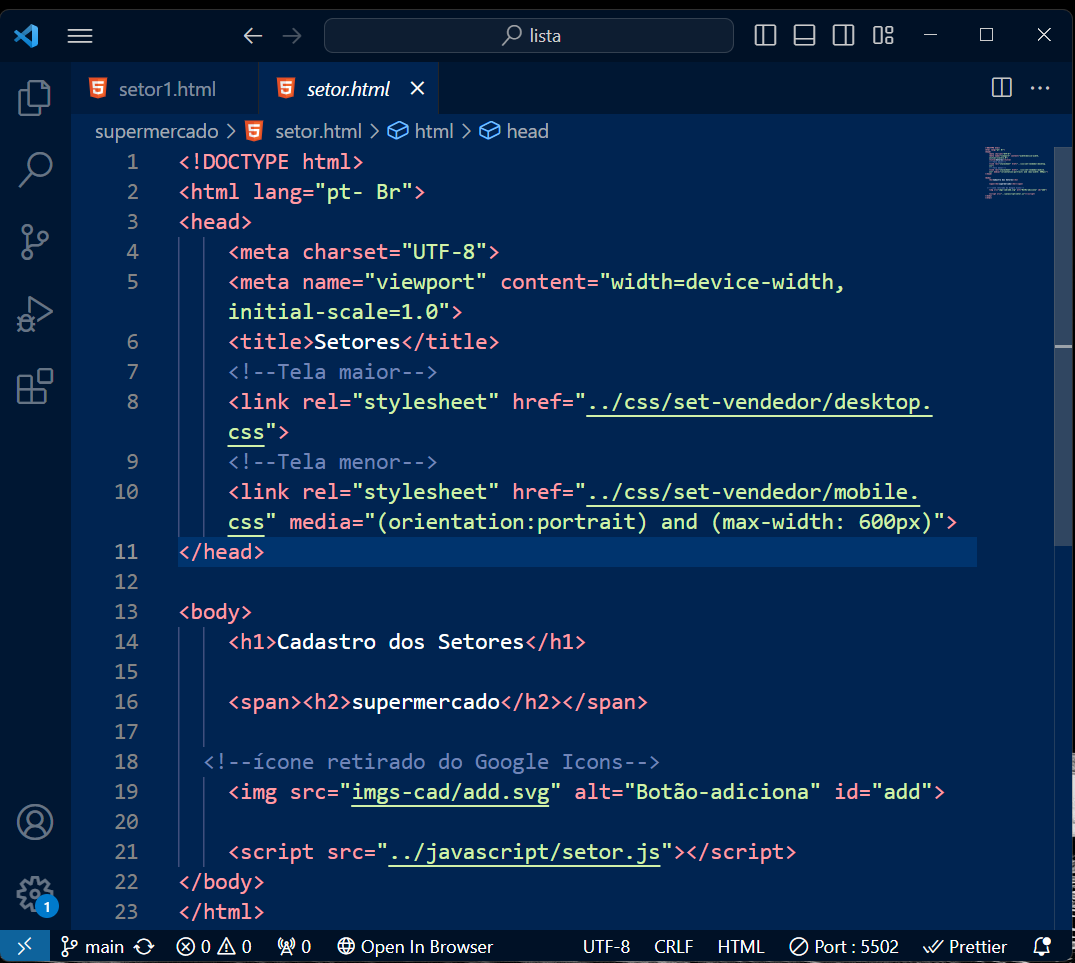 lista
setor1.html
setor.html
supermercado > setor.html > html > head
1 <!DOCTYPE html>
2 <html lang="pt- Br">
3 <head>
4 <meta charset="UTF-8">
5 <meta name="viewport" content="width=device-width,
initial-scale=1.0">
6 <title>Setores</title>
7 <!--Tela maior-->
8 <link rel="stylesheet" href="../css/set-vendedor/desktop.
css">
9 <!--Tela menor-->
10 <link rel="stylesheet" href="../css/set-vendedor/mobile.
css" media="(orientation:portrait) and (max-width: 600px)">
11 </head>
12
13 <body>
14 <h1>Cadastro dos Setores</h1>
15
16 <span><h2>supermercado</h2></span>
17
18 <!--ícone retirado do Google Icons-->
19 <img src="imgs-cad/add.svg" alt="Botão-adiciona" id="add">
20
21 <script src="../javascript/setor.js"></script>
22 </body>
23 </html>
1
main 0 0 0 Open In Browser UTF-8 CRLF HTML Port : 5502 Prettier